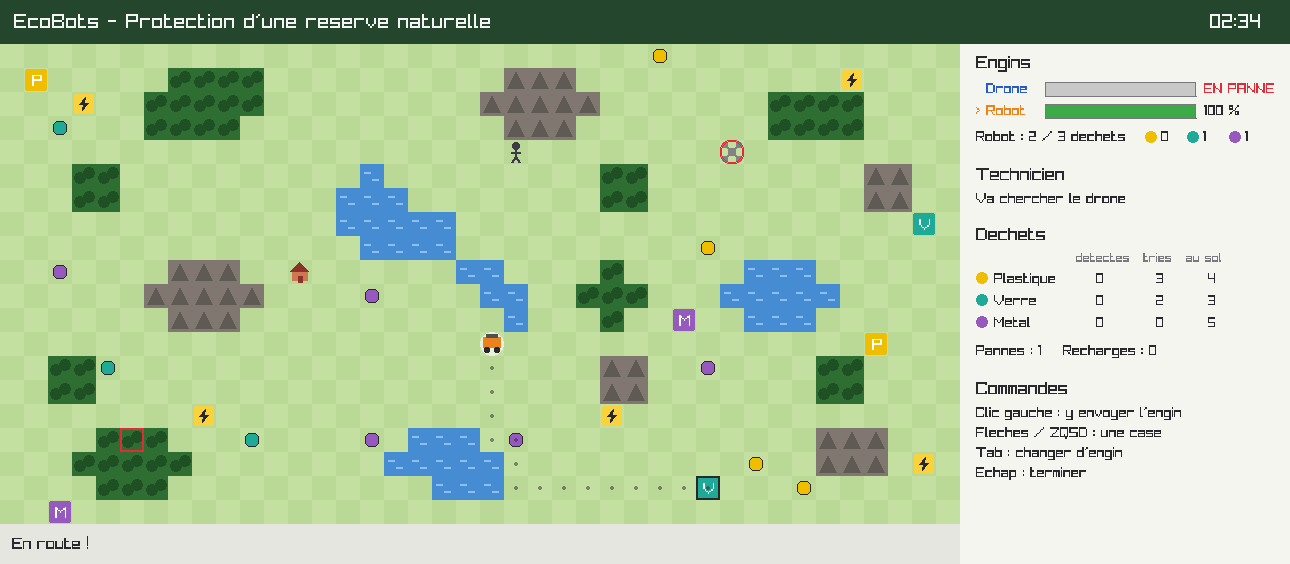 EcoBots - Protection d'une reserve naturelle
02:34
Engins
Drone EN PANNE
> Robot 100 %
Robot : 2 / 3 dechets 0 1 1
Technicien
Va chercher le drone
Dechets
detectes tries au sol
Plastique 0 3 4
Verre 0 2 3
Metal 0 0 5
Pannes : 1 Recharges : 0
Commandes
Clic gauche : y envoyer l'engin
Fleches / ZQSD : une case
Tab : changer d'engin
Echap : terminer
P
V
M
P
V
M
En route !